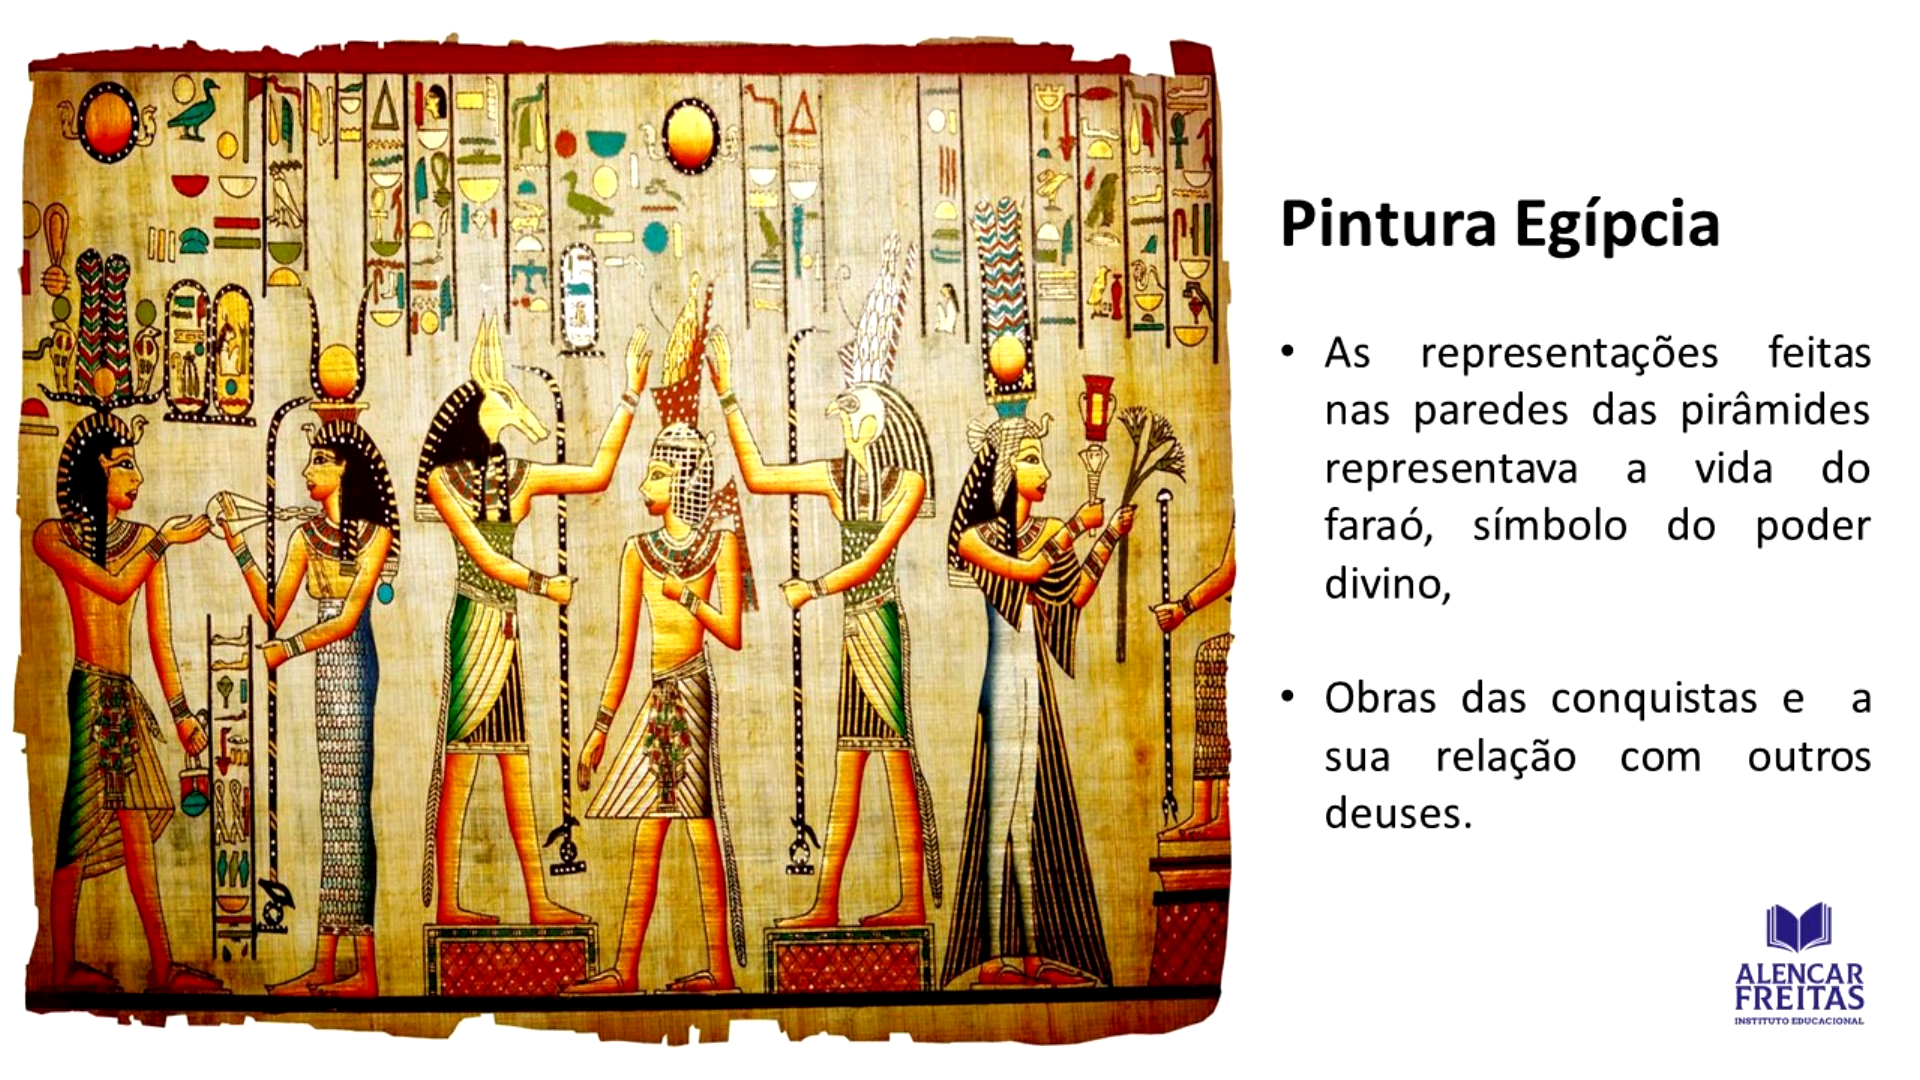 Pintura Egípcia
• As representações feitas
nas paredes das pirâmides
representava a vida do
faraó, símbolo do poder
divino,
• Obras das conquistas e a
sua relação com outros
deuses.
ALENCAR
FREITAS
INSTITUTO EDUCACIONAL